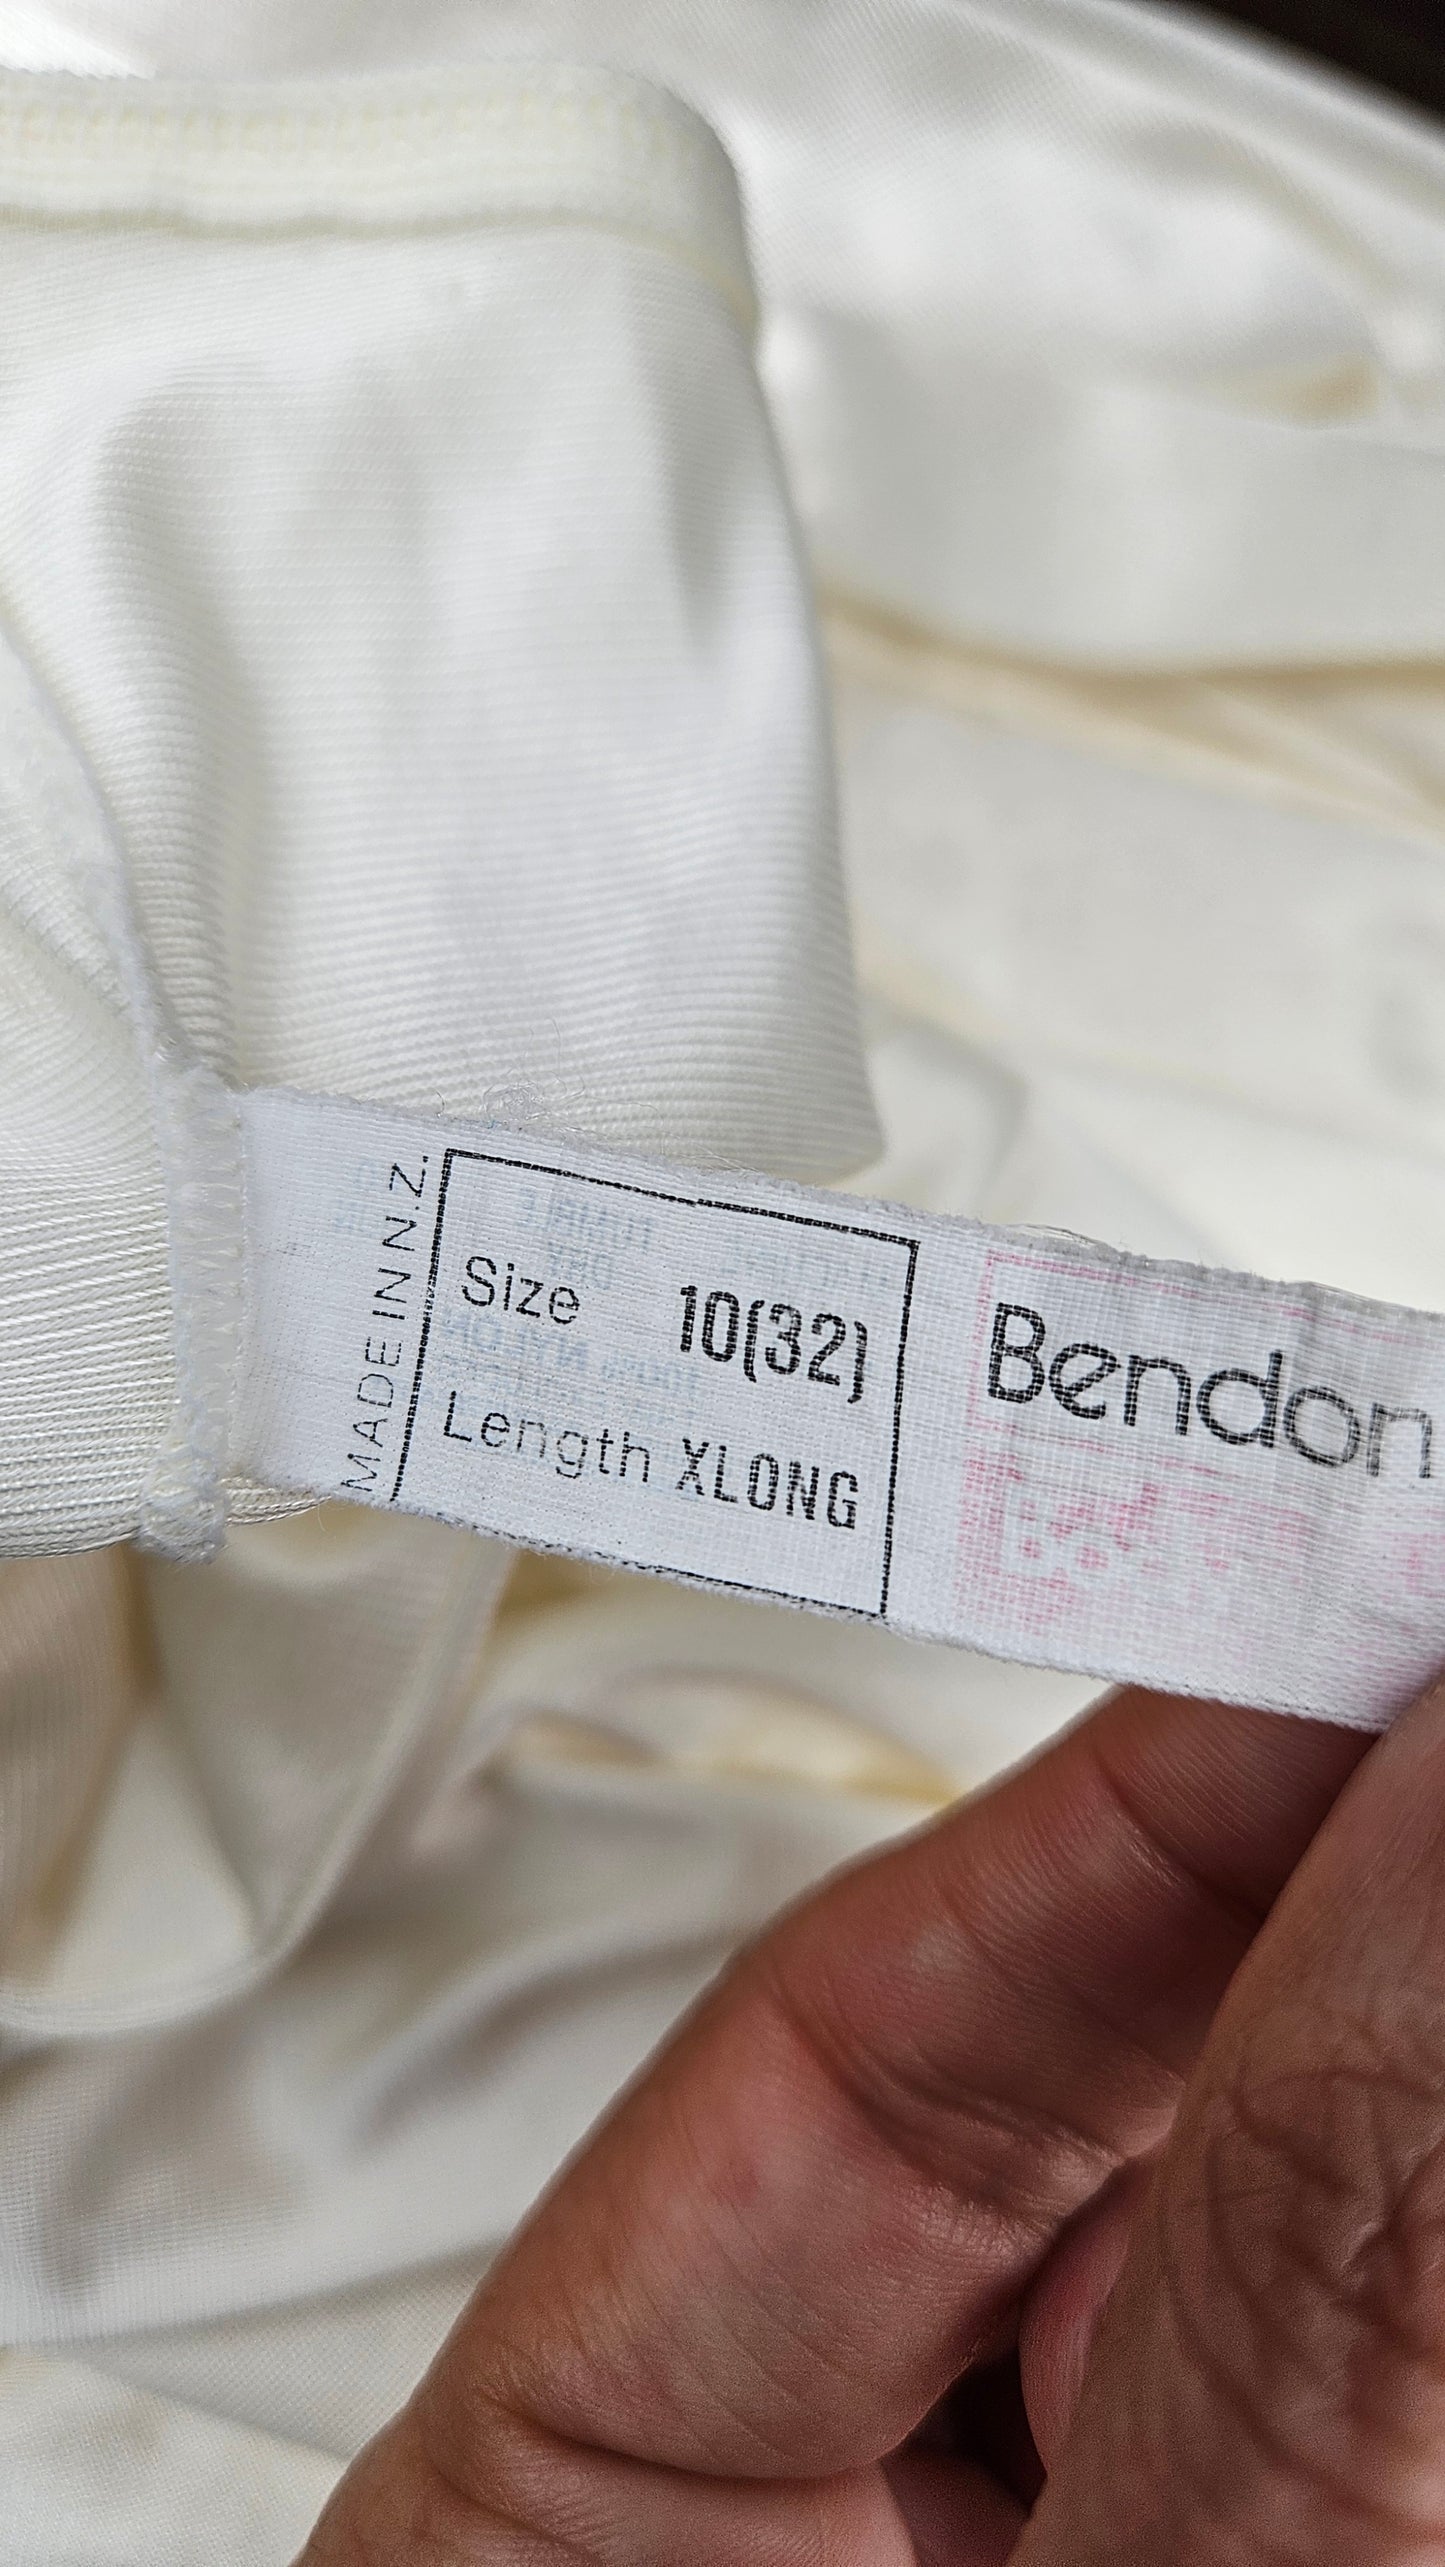 MADE IN N.Z.
Size 10(32)
Length XLONG
Bendon